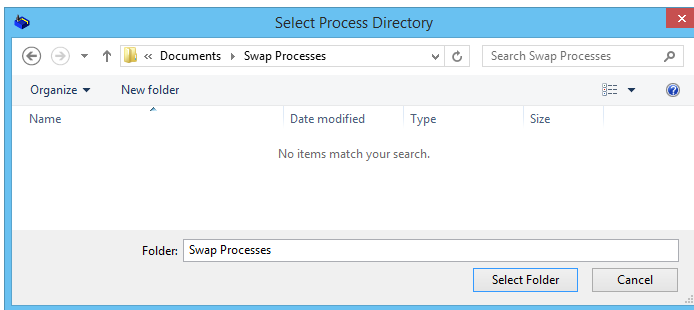 Select Process Directory
« Documents Swap Processes Search Swap Processes
Organize New folder
Name Date modified Type Size
No items match your search.
Folder: Swap Processes
Select Folder Cancel